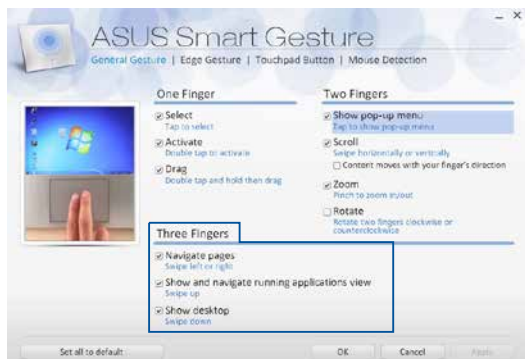 ASUS Smart Gesture
General Gesture | Edge Gesture | Touchpad Button | Mouse Detection
One Finger
Select
Tap to select
Activate
Double tap to activate
Drag
Double tap and hold then drag
Two Fingers
Show pop-up menu
Tap to show pop-up menu
Scroll
Swipe horizontally or vertically
Content moves with your finger's direction
Zoom
Pinch to zoom in/out
Rotate
Rotate two fingers clockwise or
counterclockwise
Three Fingers
Navigate pages
Swipe left or right
Show and navigate running applications view
Swipe up
Show desktop
Swipe down
Set all to default
OK
Cancel
Apply